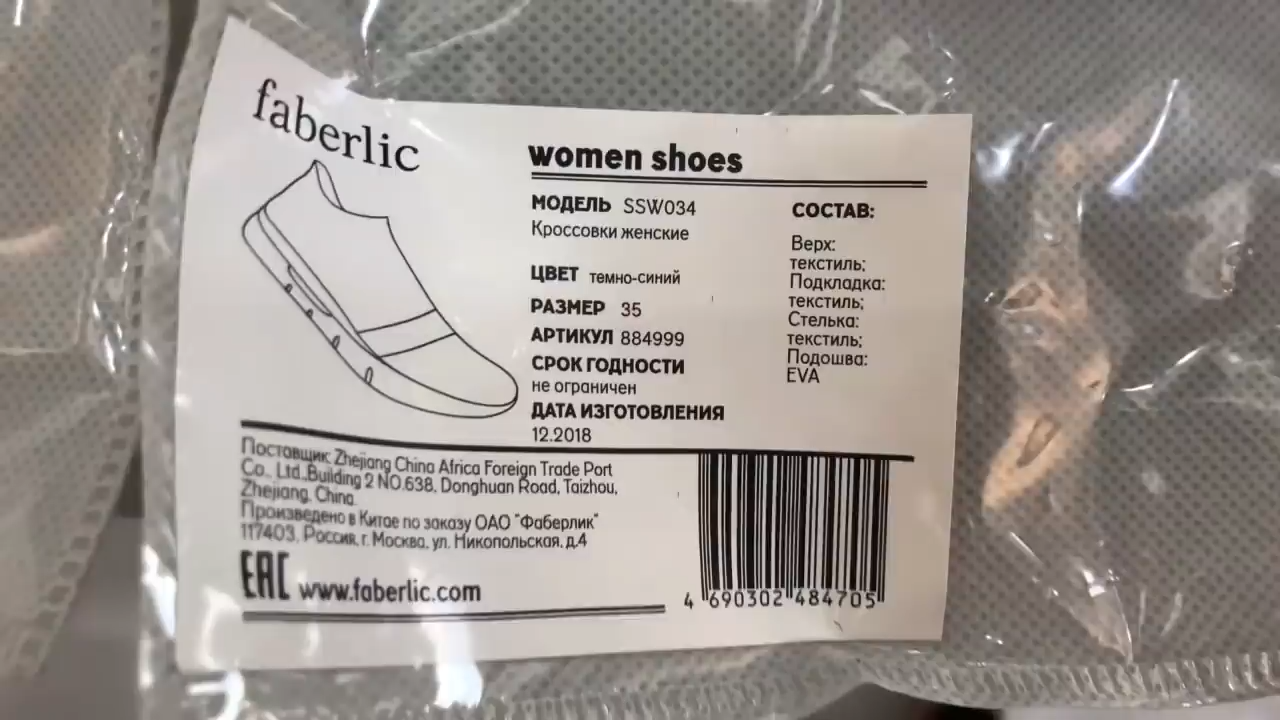 faberlic
women shoes
МОДЕЛЬ SSW034
Кроссовки женские
ЦВЕТ темно-синий
РАЗМЕР 35
АРТИКУЛ 884999
СРОК ГОДНОСТИ
не ограничен
ДАТА ИЗГОТОВЛЕНИЯ
12.2018
СОСТАВ:
Верх:
текстиль;
Подкладка:
текстиль;
Стелька:
текстиль;
Подошва:
EVA
Поставщик: Zhejiang China Africa Foreign Trade Port
Co., Ltd.,Building 2 NO.638, Donghuan Road, Taizhou,
Zhejiang, China.
Произведено в Китае по заказу ОАО "Фаберлик"
117403, Россия, г. Москва, ул. Никопольская, д.4
EAC www.faberlic.com
4 690302 484705